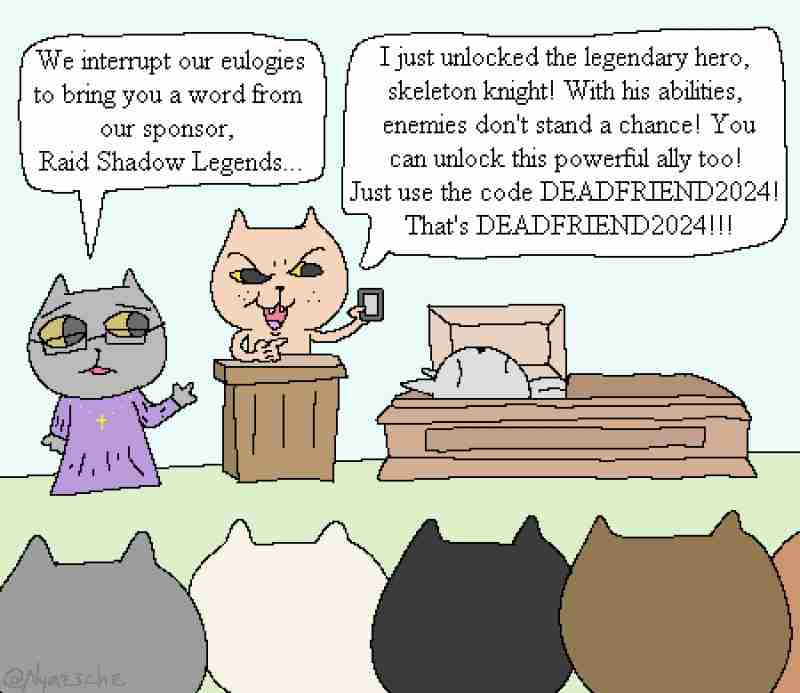 We interrupt our eulogies
to bring you a word from
our sponsor,
Raid Shadow Legends...
I just unlocked the legendary hero,
skeleton knight! With his abilities,
enemies don't stand a chance! You
can unlock this powerful ally too!
Just use the code DEADFRIEND2024!
That's DEADFRIEND2024!!!
@Nyaezsche